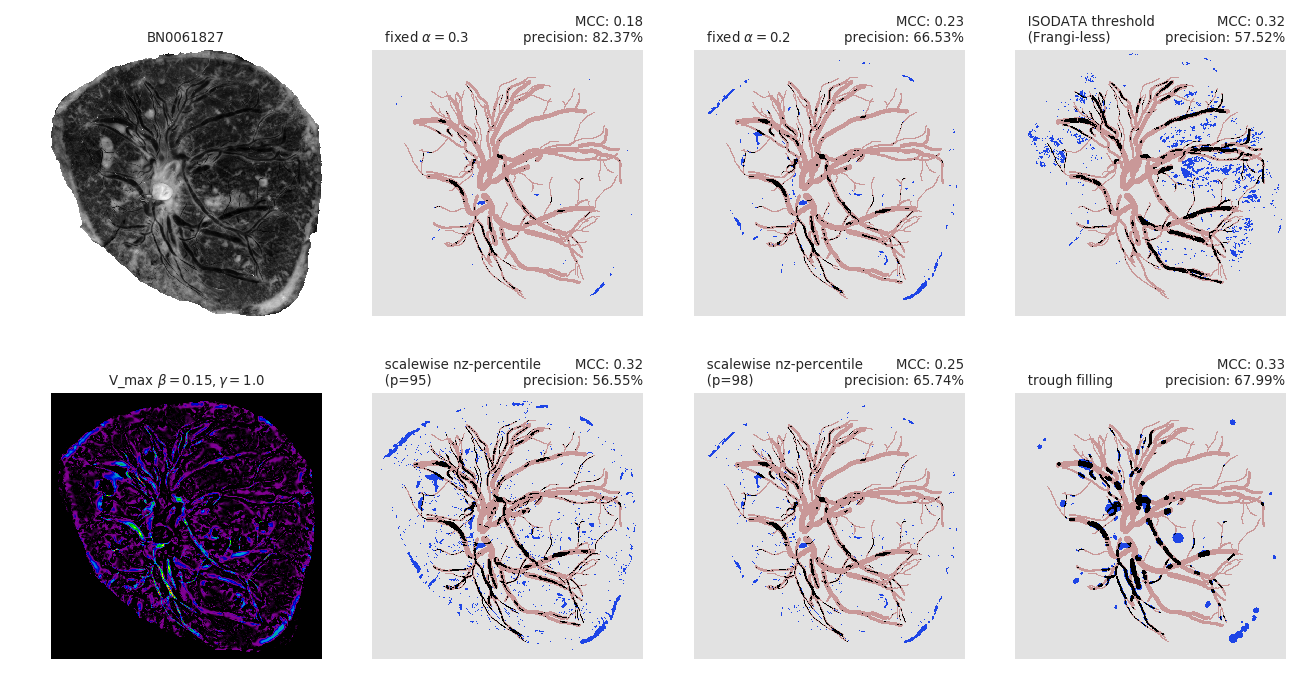 BN0061827
fixed α = 0.3
MCC: 0.18
precision: 82.37%
fixed α = 0.2
MCC: 0.23
precision: 66.53%
ISODATA threshold
(Frangi-less)
MCC: 0.32
precision: 57.52%
V_max β = 0.15, γ = 1.0
scalewise nz-percentile
(p=95)
MCC: 0.32
precision: 56.55%
scalewise nz-percentile
(p=98)
MCC: 0.25
precision: 65.74%
trough filling
MCC: 0.33
precision: 67.99%